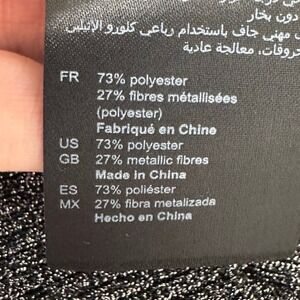 دون بخار
ف مهني جاف باستخدام رباعي كلورو الإثيلين
حروقات. معالجة عادية
FR 73% polyester
27% fibres métallisées
(polyester)
Fabriqué en Chine
US 73% polyester
GB 27% metallic fibres
Made in China
ES 73% poliéster
MX 27% fibra metalizada
Hecho en China